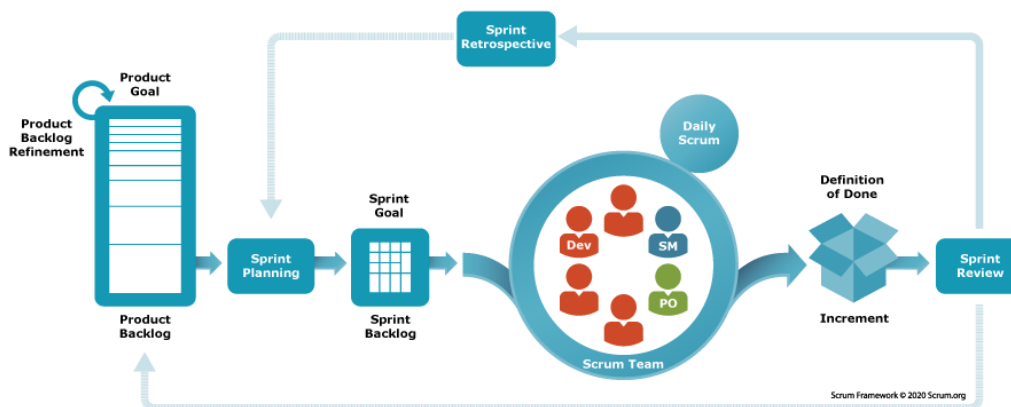 Sprint
Retrospective
Product
Goal
Product
Backlog
Refinement
Daily
Scrum
Sprint
Goal
Definition
of Done
Dev
SM
Sprint
Planning
Sprint
Review
PO
Product
Backlog
Sprint
Backlog
Increment
Scrum Team
Scrum Framework © 2020 Scrum.org